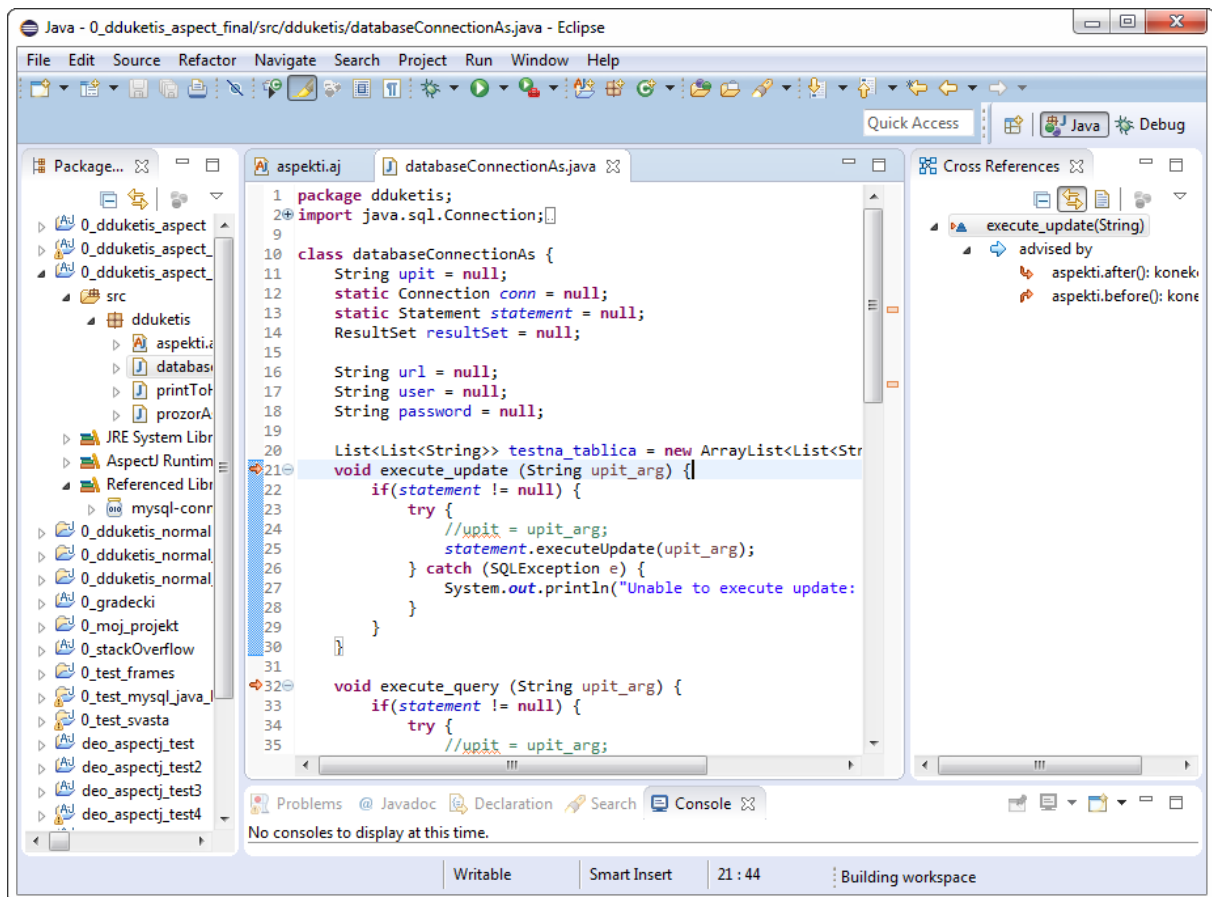 Java - 0_dduketis_aspect_final/src/dduketis/databaseConnectionAs.java - Eclipse
File Edit Source Refactor Navigate Search Project Run Window Help
Quick Access
Java
Debug
Package...
0_dduketis_aspect
0_dduketis_aspect_
0_dduketis_aspect_
src
dduketis
aspekti.a
databas
printToH
prozorA
JRE System Libr
AspectJ Runtim
Referenced Libr
mysql-conn
0_dduketis_normal
0_dduketis_normal_
0_dduketis_normal_
0_gradecki
0_moj_projekt
0_stackOverflow
0_test_frames
0_test_mysql_java_l
0_test_svasta
deo_aspectj_test
deo_aspectj_test2
deo_aspectj_test3
deo_aspectj_test4
aspekti.aj
databaseConnectionAs.java
1 package dduketis;
2 import java.sql.Connection;
9
10 class databaseConnectionAs {
11 String upit = null;
12 static Connection conn = null;
13 static Statement statement = null;
14 ResultSet resultSet = null;
15
16 String url = null;
17 String user = null;
18 String password = null;
19
20 List<List<String>> testna_tablica = new ArrayList<List<Str
21 void execute_update (String upit_arg) {
22 if(statement != null) {
23 try {
24 //upit = upit_arg;
25 statement.executeUpdate(upit_arg);
26 } catch (SQLException e) {
27 System.out.println("Unable to execute update:
28 }
29 }
30 }
31
32 void execute_query (String upit_arg) {
33 if(statement != null) {
34 try {
35 //upit = upit_arg;
Cross References
execute_update(String)
advised by
aspekti.after(): konek
aspekti.before(): kone
Problems @ Javadoc Declaration Search Console
No consoles to display at this time.
Writable Smart Insert 21 : 44 Building workspace